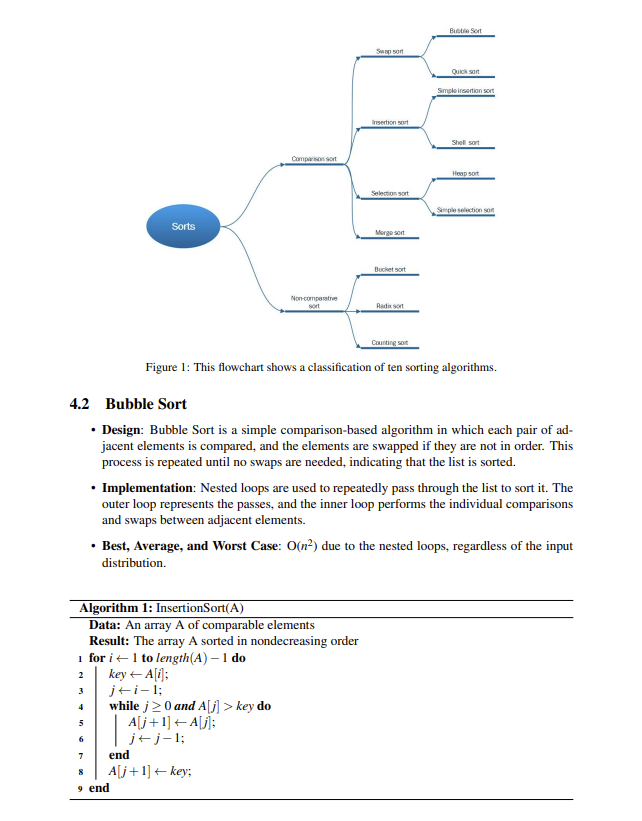 Sorts
Comparison sort
Swap sort
Bubble Sort
Quick sort
Insertion sort
Simple insertion sort
Shell sort
Selection sort
Heap sort
Simple selection sort
Merge sort
Non-comparative
sort
Bucket sort
Radix sort
Counting sort
Figure 1: This flowchart shows a classification of ten sorting algorithms.
4.2 Bubble Sort
• Design: Bubble Sort is a simple comparison-based algorithm in which each pair of ad-
jacent elements is compared, and the elements are swapped if they are not in order. This
process is repeated until no swaps are needed, indicating that the list is sorted.
• Implementation: Nested loops are used to repeatedly pass through the list to sort it. The
outer loop represents the passes, and the inner loop performs the individual comparisons
and swaps between adjacent elements.
• Best, Average, and Worst Case: O(n²) due to the nested loops, regardless of the input
distribution.
Algorithm 1: InsertionSort(A)
Data: An array A of comparable elements
Result: The array A sorted in nondecreasing order
1 for i ← 1 to length(A) − 1 do
2 key ← A[i];
3 j ← i − 1;
4 while j ≥ 0 and A[j] > key do
5 A[j+1] ← A[j];
6 j ← j − 1;
7 end
8 A[j+1] ← key;
9 end